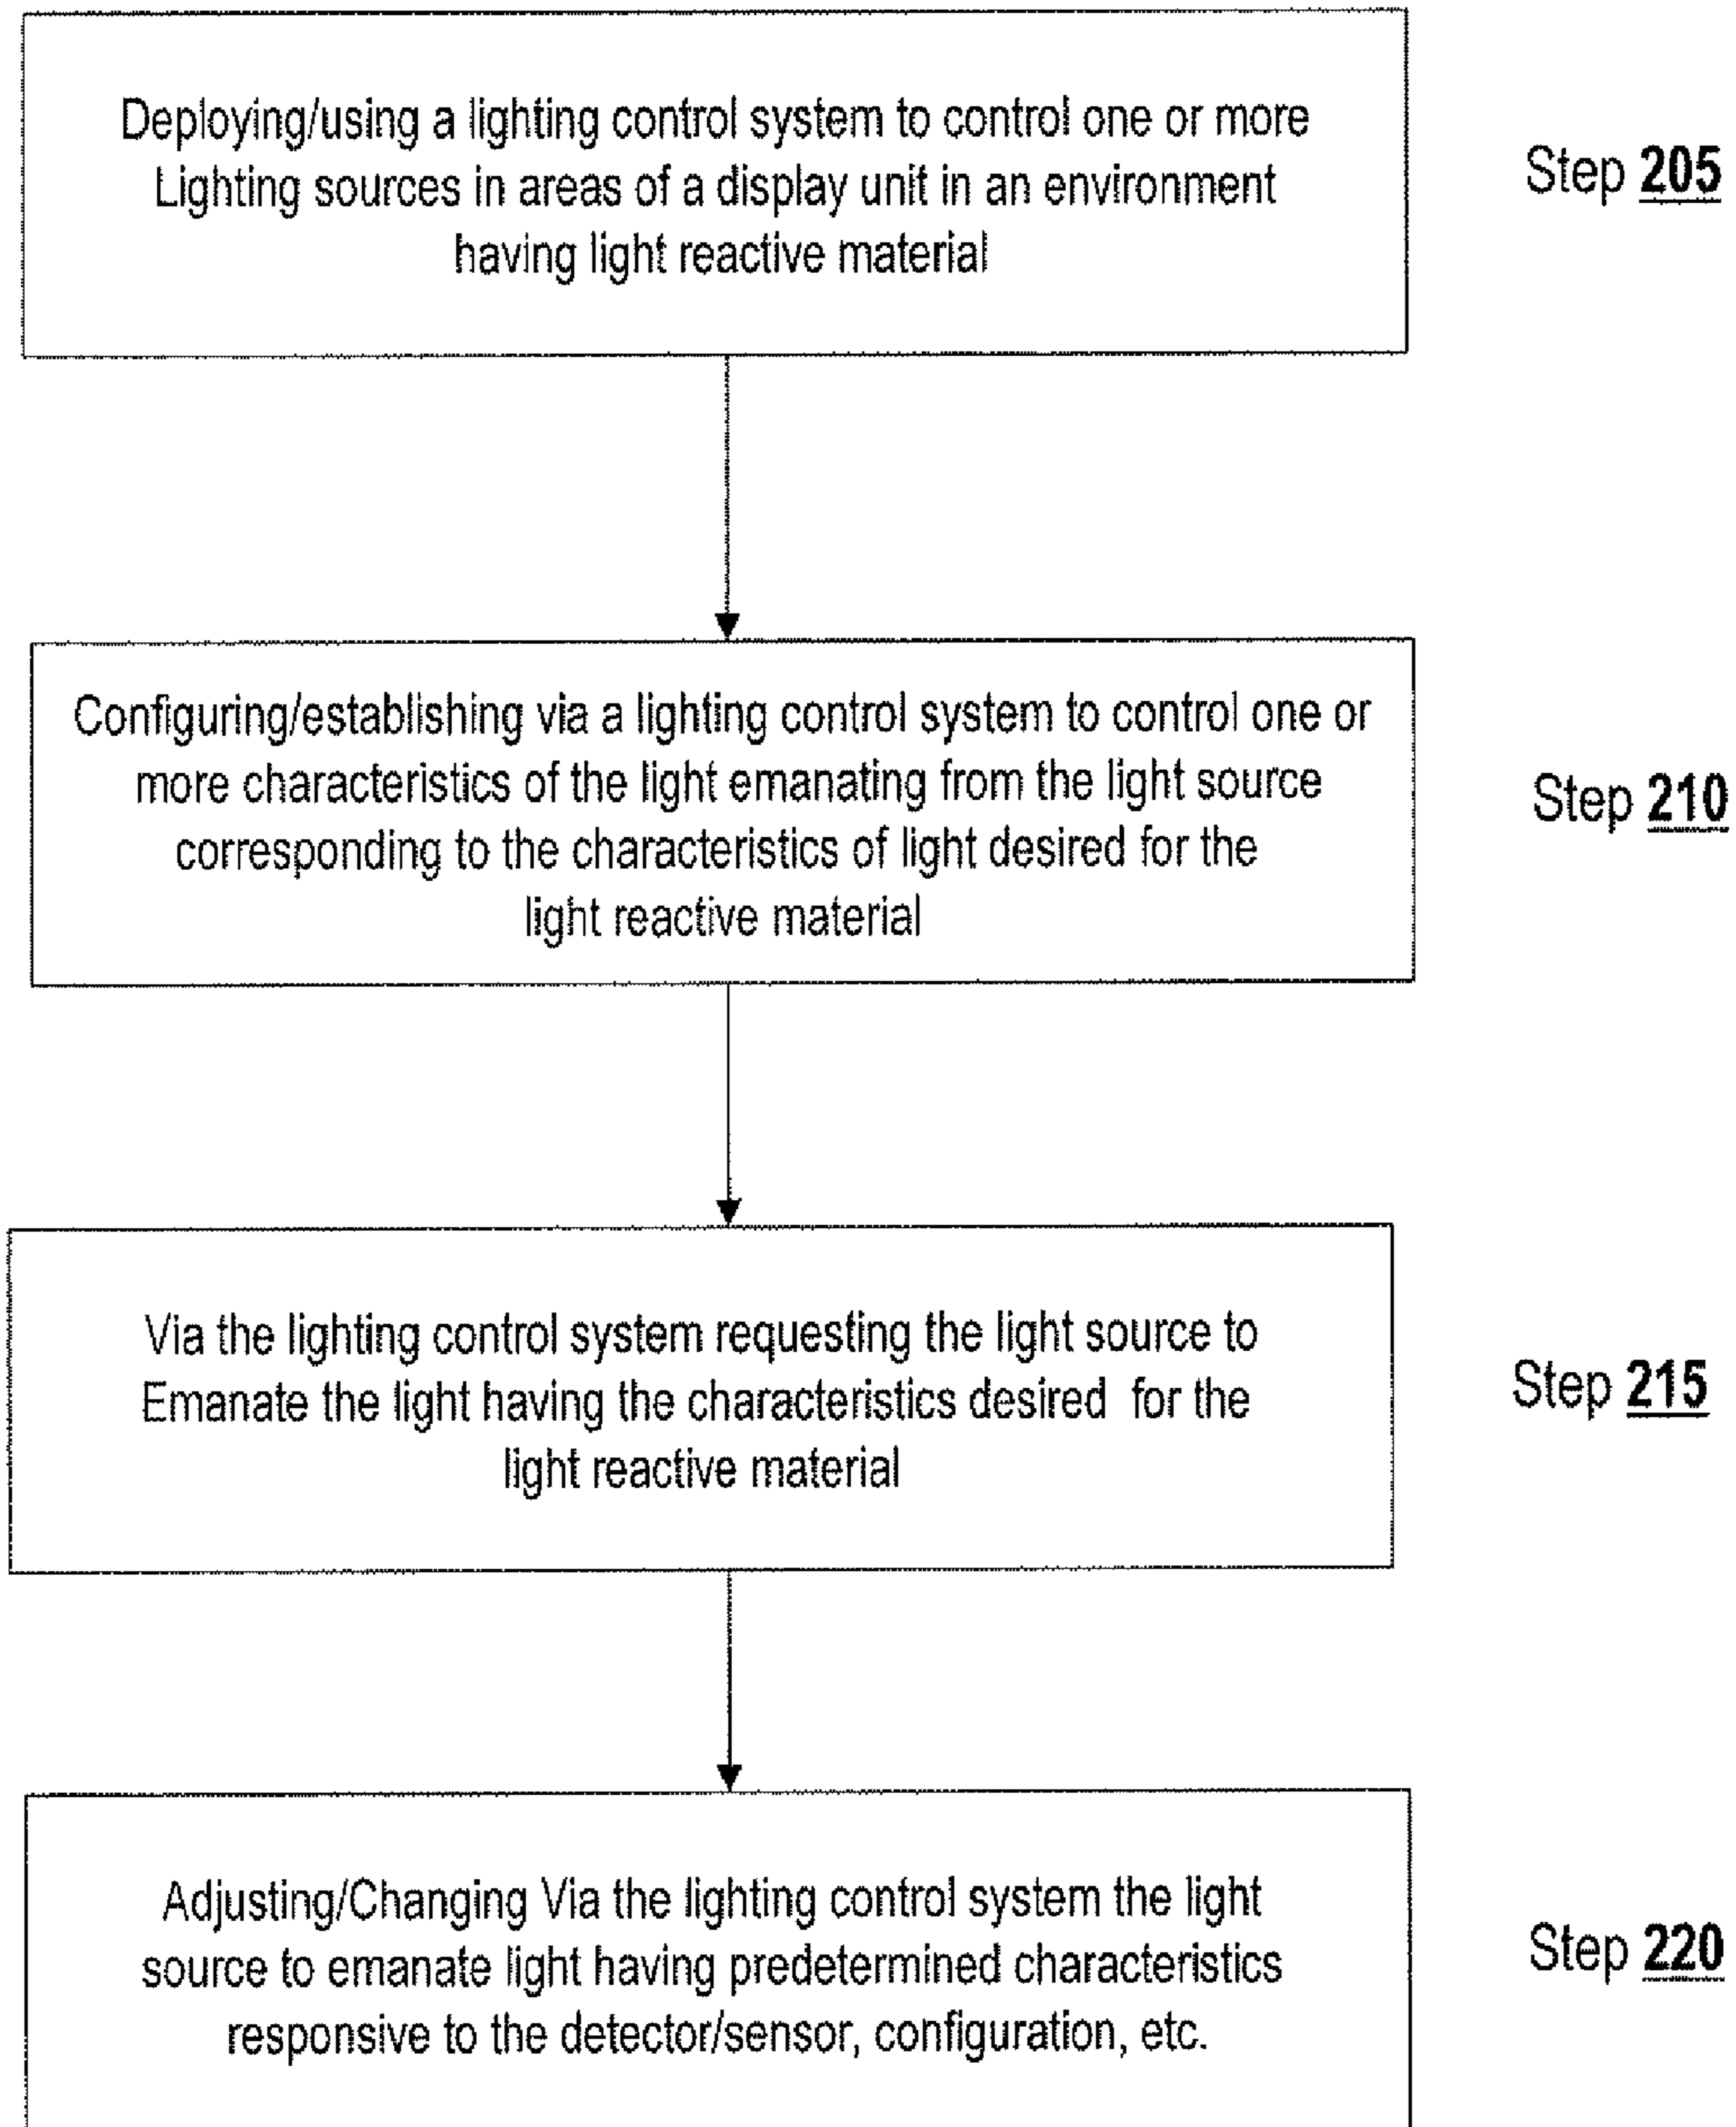 Deploying/using a lighting control system to control one or more
Lighting sources in areas of a display unit in an environment
having light reactive material
Step 205
Configuring/establishing via a lighting control system to control one or
more characteristics of the light emanating from the light source
corresponding to the characteristics of light desired for the
light reactive material
Step 210
Via the lighting control system requesting the light source to
Emanate the light having the characteristics desired for the
light reactive material
Step 215
Adjusting/Changing Via the lighting control system the light
source to emanate light having predetermined characteristics
responsive to the detector/sensor, configuration, etc.
Step 220